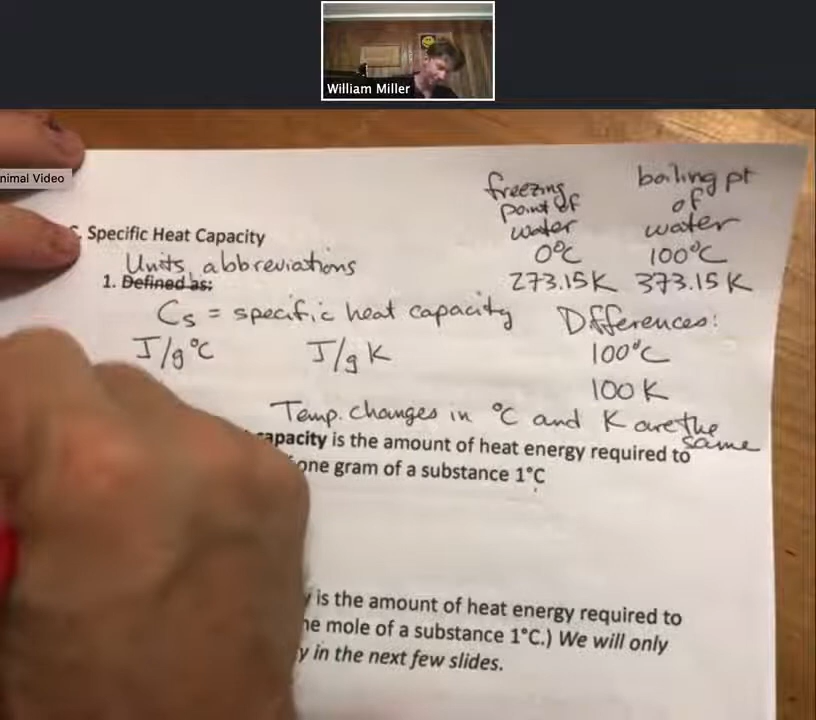 William Miller
nimal Video
freezing
point of
water
0°C
273.15K
boiling pt
of
water
100°C
373.15K
Specific Heat Capacity
Units, abbreviations
1. Defined as:
Cs = specific heat capacity
J/g°C J/g K
Differences:
100°C
100 K
Temp. changes in °C and K are the
same
capacity is the amount of heat energy required to
one gram of a substance 1°C
y is the amount of heat energy required to
ne mole of a substance 1°C.) We will only
y in the next few slides.